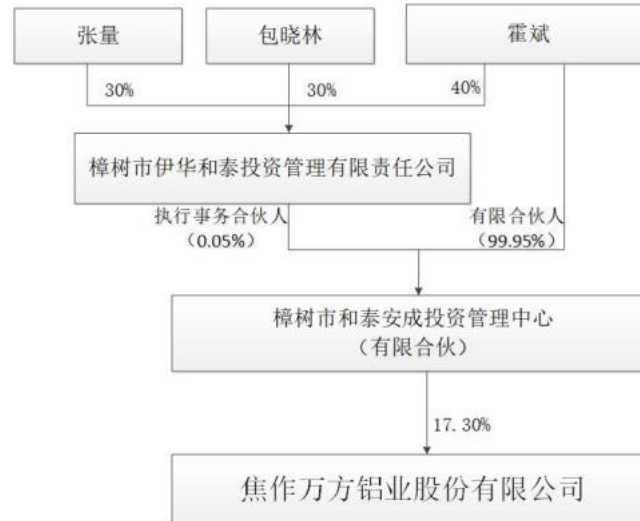 张量
包晓林
霍斌
30%
30%
40%
樟树市伊华和泰投资管理有限责任公司
执行事务合伙人
（0.05%）
有限合伙人
（99.95%）
樟树市和泰安成投资管理中心
（有限合伙）
17.30%
焦作万方铝业股份有限公司